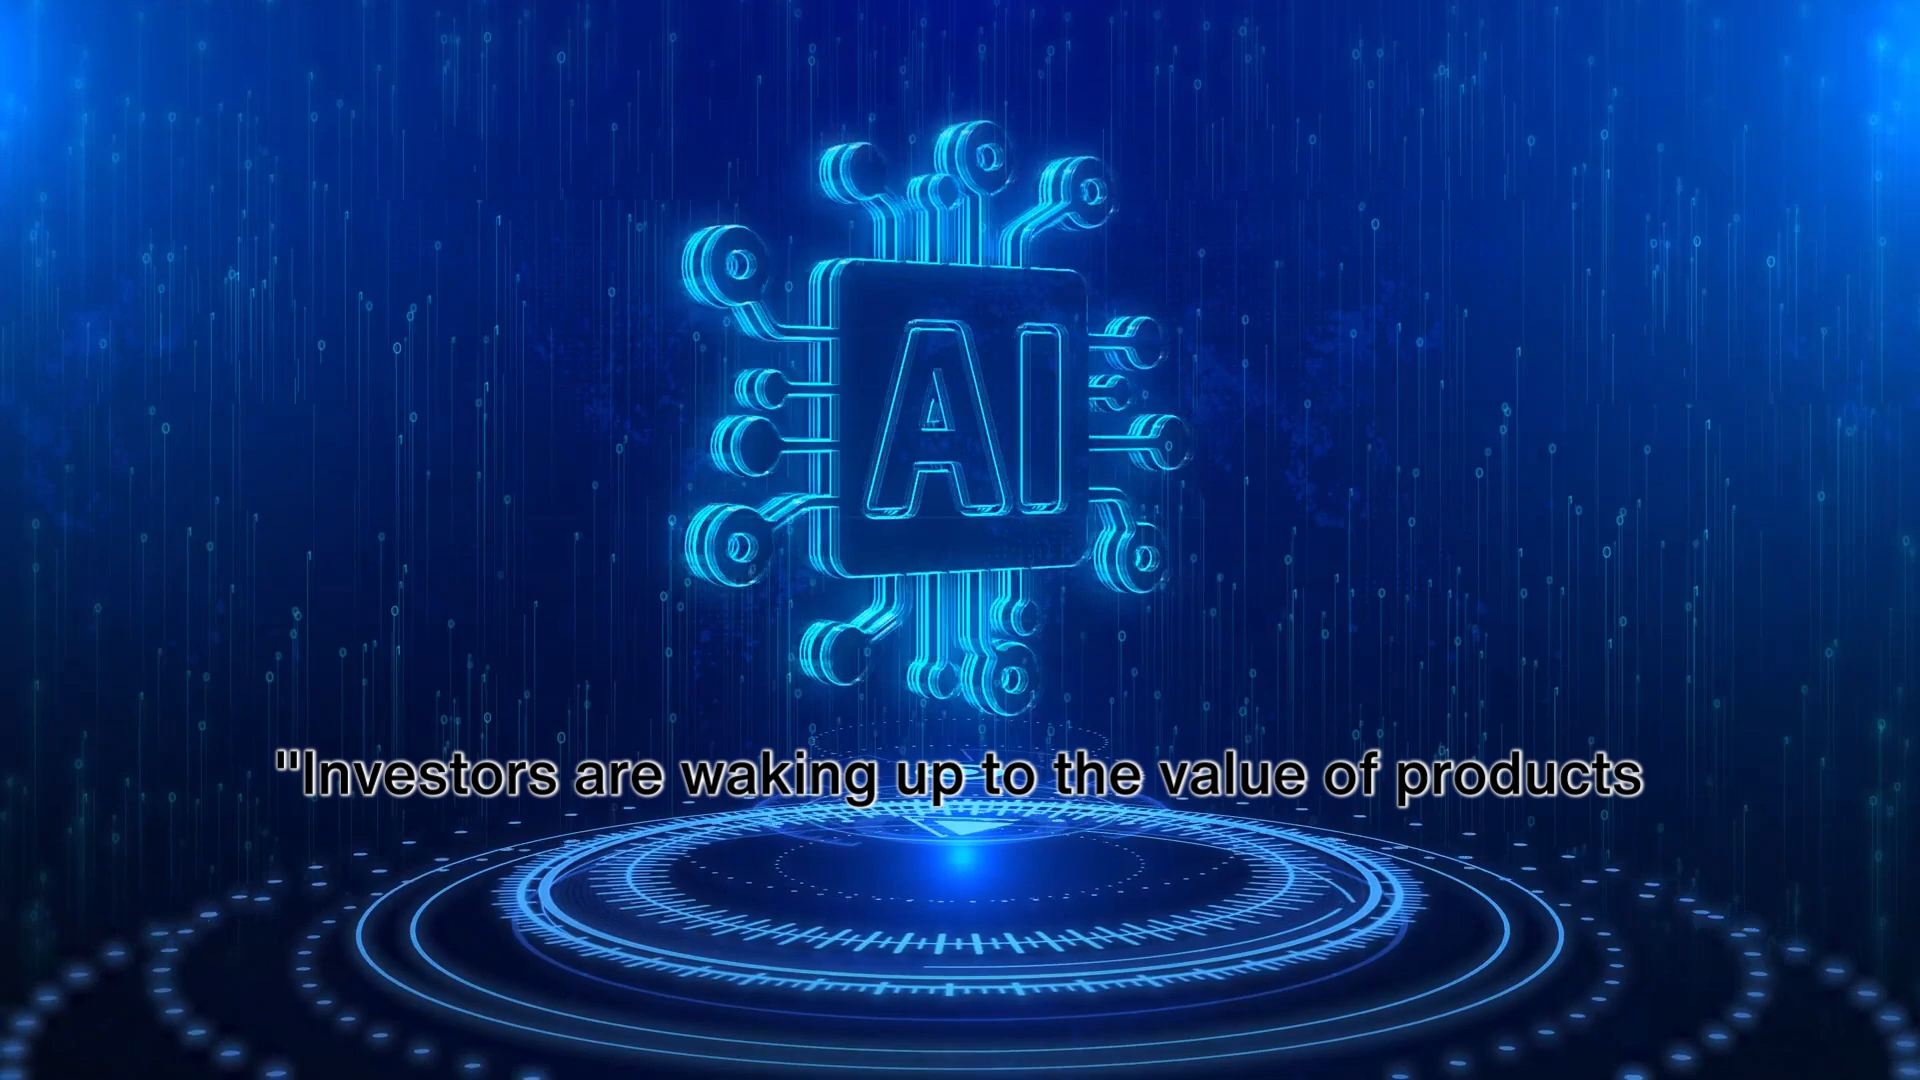 AI
"Investors are waking up to the value of products